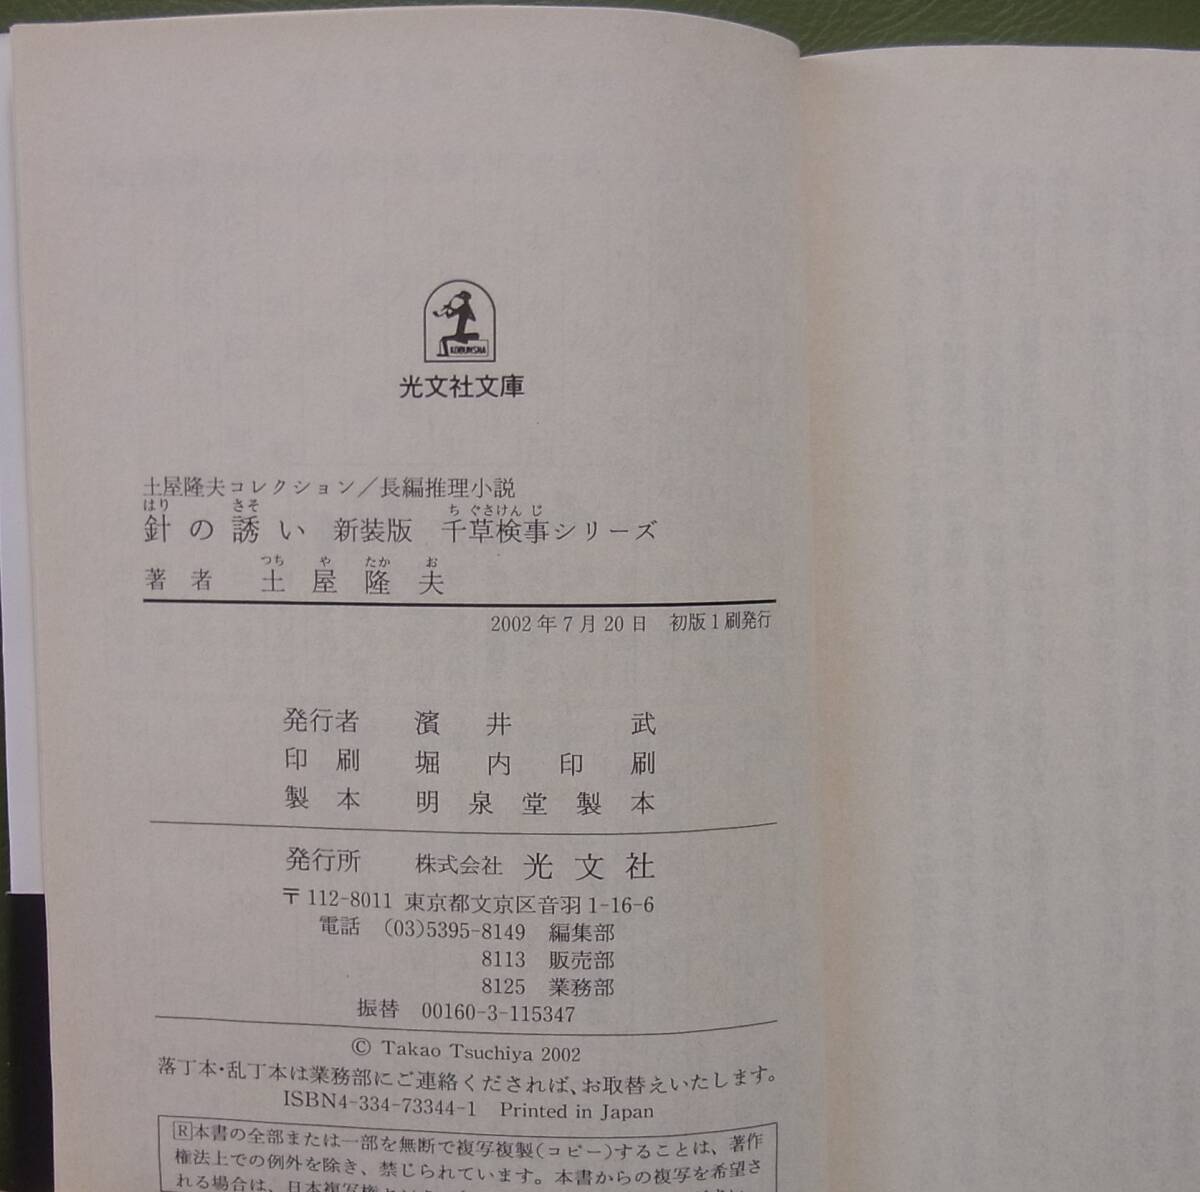 KOBUNSHA
光文社文庫
土屋隆夫コレクション／長編推理小説
はり さそ ち ぐさけん じ
針の誘い 新装版 千草検事シリーズ
つち や たか お
著者 土屋隆夫
2002年7月20日 初版1刷発行
発行者 濱井武
印刷 堀内印刷
製本 明泉堂製本
発行所 株式会社 光文社
〒112-8011 東京都文京区音羽1-16-6
電話 (03)5395-8149 編集部
8113 販売部
8125 業務部
振替 00160-3-115347
© Takao Tsuchiya 2002
落丁本・乱丁本は業務部にご連絡くだされば、お取替えいたします。
ISBN4-334-73344-1 Printed in Japan
R本書の全部または一部を無断で複写複製(コピー)することは、著作
権法上での例外を除き、禁じられています。本書からの複写を希望さ
れる場合は、日本複写権